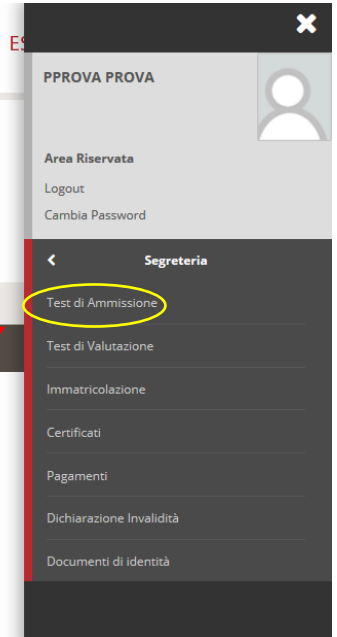 ES
PPROVA PROVA
Area Riservata
Logout
Cambia Password
Segreteria
Test di Ammissione
Test di Valutazione
Immatricolazione
Certificati
Pagamenti
Dichiarazione Invalidità
Documenti di identità